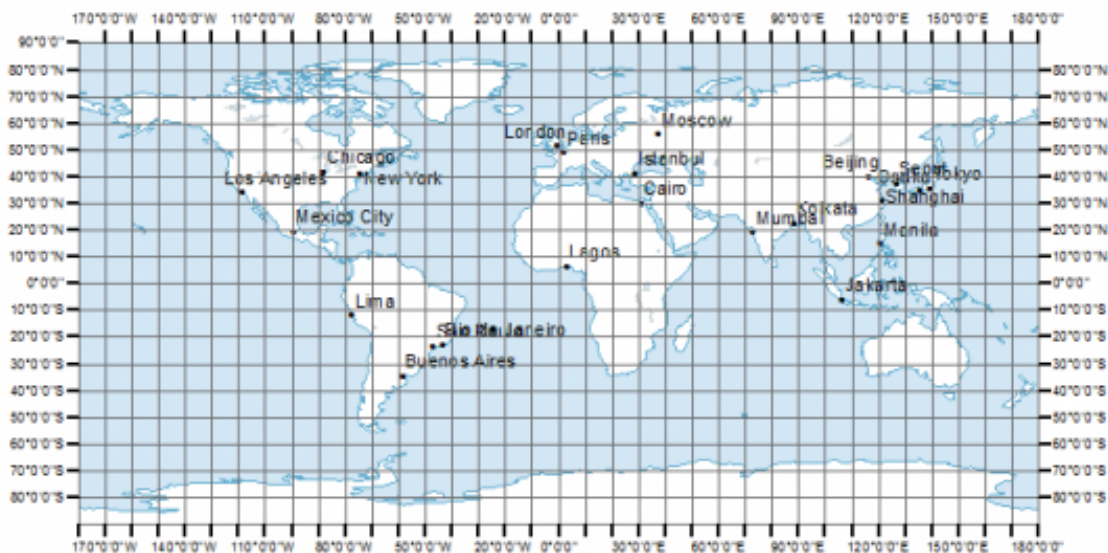 170°0'0"W 140°0'0"W 110°0'0"W 80°0'0"W 50°0'0"W 20°0'0"W 0°0'0" 30°0'0"E 60°0'0"E 90°0'0"E 120°0'0"E 150°0'0"E 180°0'0"
90°0'0"N
80°0'0"N 80°0'0"N
70°0'0"N 70°0'0"N
60°0'0"N 60°0'0"N
Moscow
London Paris
50°0'0"N 50°0'0"N
Chicago Istanbul Beijing Seoul
40°0'0"N 40°0'0"N
Los Angeles New York Osaka Tokyo
Cairo Shanghai
30°0'0"N 30°0'0"N
Mexico City Mumbai Kolkata
20°0'0"N 20°0'0"N
Manila
Lagos
10°0'0"N 10°0'0"N
0°0'0" 0°0'0"
Lima Jakarta
10°0'0"S 10°0'0"S
Rio de Janeiro
20°0'0"S 20°0'0"S
Buenos Aires
30°0'0"S 30°0'0"S
40°0'0"S 40°0'0"S
50°0'0"S 50°0'0"S
60°0'0"S 60°0'0"S
70°0'0"S 70°0'0"S
80°0'0"S 80°0'0"S
170°0'0"W 140°0'0"W 110°0'0"W 80°0'0"W 50°0'0"W 20°0'0"W 0°0'0" 30°0'0"E 60°0'0"E 90°0'0"E 120°0'0"E 150°0'0"E 180°0'0"